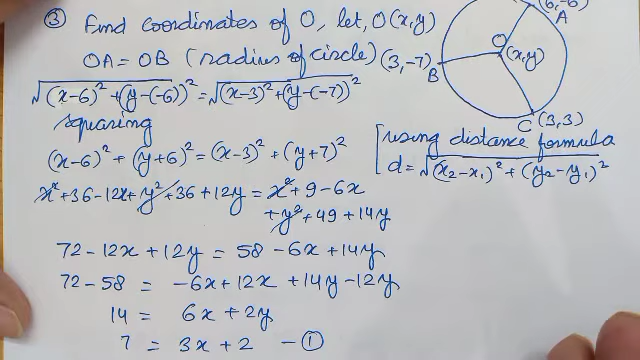 ③ Find coordinates of O, let, O(x,y)
OA = OB (radius of circle)
√(x-6)² + (y-(-6))² = √(x-3)² + (y-(-7))²
squaring
(x-6)² + (y+6)² = (x-3)² + (y+7)²
x² + 36 - 12x + y² + 36 + 12y = x² + 9 - 6x
+ y² + 49 + 14y
72 - 12x + 12y = 58 - 6x + 14y
72 - 58 = -6x + 12x + 14y - 12y
14 = 6x + 2y
7 = 3x + 2 - ①
(6,-6)
A
O
(x,y)
(3,-7)
B
C
(3,3)
[using distance formula
d = √(x₂-x₁)² + (y₂-y₁)²